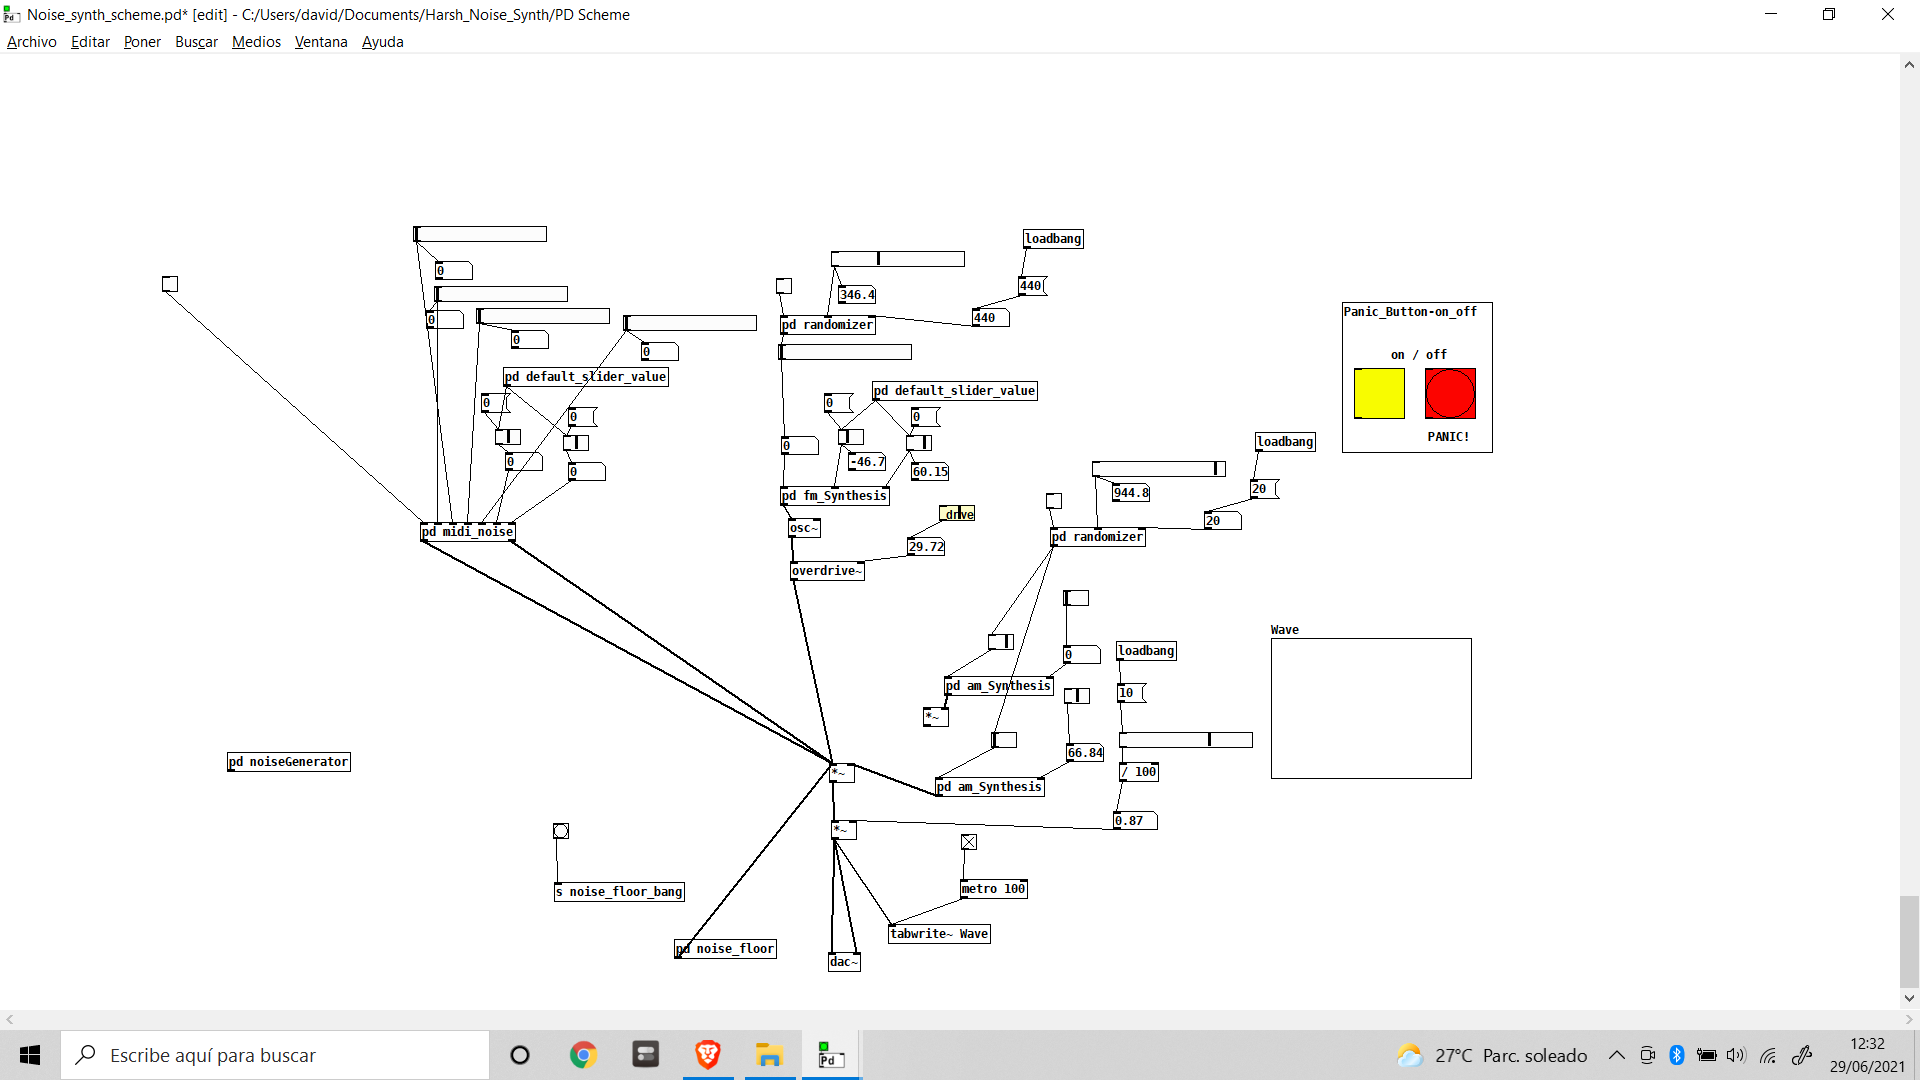 Noise_synth_scheme.pd* [edit] - C:/Users/david/Documents/Harsh_Noise_Synth/PD Scheme
Archivo Editar Poner Buscar Medios Ventana Ayuda
loadbang
0
440
346.4
440
0
pd randomizer
0
0
0
pd default_slider_value
pd default_slider_value
0
0
0
0
0
0
0
-46.7
60.15
pd fm_Synthesis
pd midi_noise
osc~
_drive
29.72
overdrive~
Panic_Button-on_off
on / off
PANIC!
loadbang
944.8
20
20
pd randomizer
Wave
0
loadbang
pd am_Synthesis
10
*~
66.84
pd noiseGenerator
*~
/ 100
pd am_Synthesis
0.87
*~
s noise_floor_bang
metro 100
tabwrite~ Wave
pd noise_floor
dac~
Escribe aquí para buscar
Pd
27°C Parc. soleado
12:32
29/06/2021